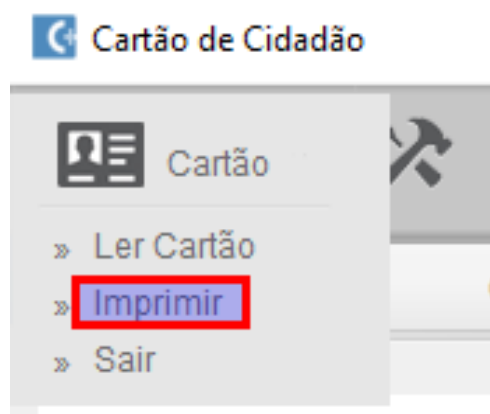 Cartão de Cidadão
Cartão
» Ler Cartão
» Imprimir
» Sair